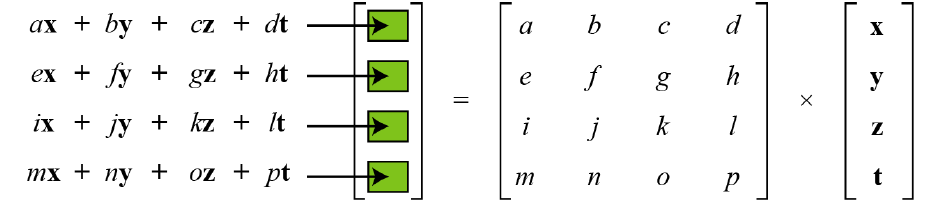 ax + by + cz + dt = a b c d × x
ex + fy + gz + ht e f g h y
ix + jy + kz + lt i j k l z
mx + ny + oz + pt m n o p t